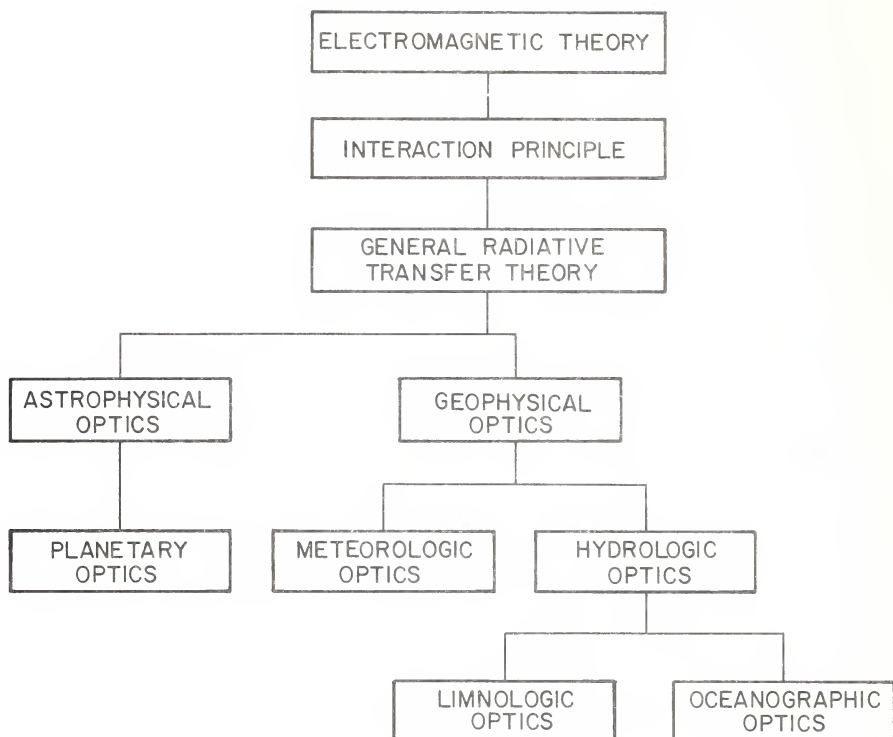 ELECTROMAGNETIC THEORY
INTERACTION PRINCIPLE
GENERAL RADIATIVE
TRANSFER THEORY
ASTROPHYSICAL
OPTICS
GEOPHYSICAL
OPTICS
PLANETARY
OPTICS
METEOROLOGIC
OPTICS
HYDROLOGIC
OPTICS
LIMNOLOGIC
OPTICS
OCEANOGRAPHIC
OPTICS